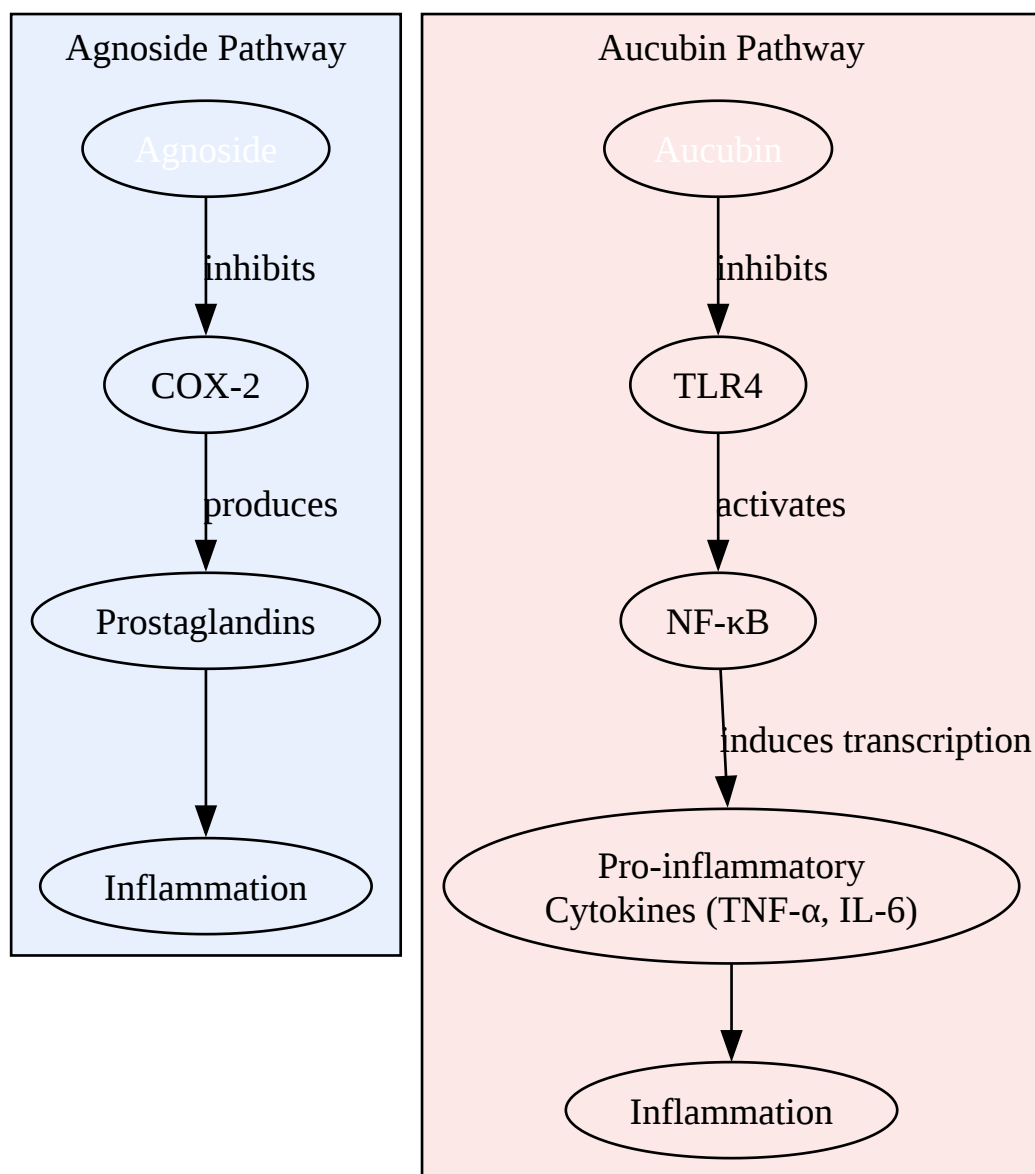 Agnoside Pathway
Agnoside
inhibits
COX-2
produces
Prostaglandins
Inflammation
Aucubin Pathway
Aucubin
inhibits
TLR4
activates
NF-κB
induces transcription
Pro-inflammatory
Cytokines (TNF-α, IL-6)
Inflammation